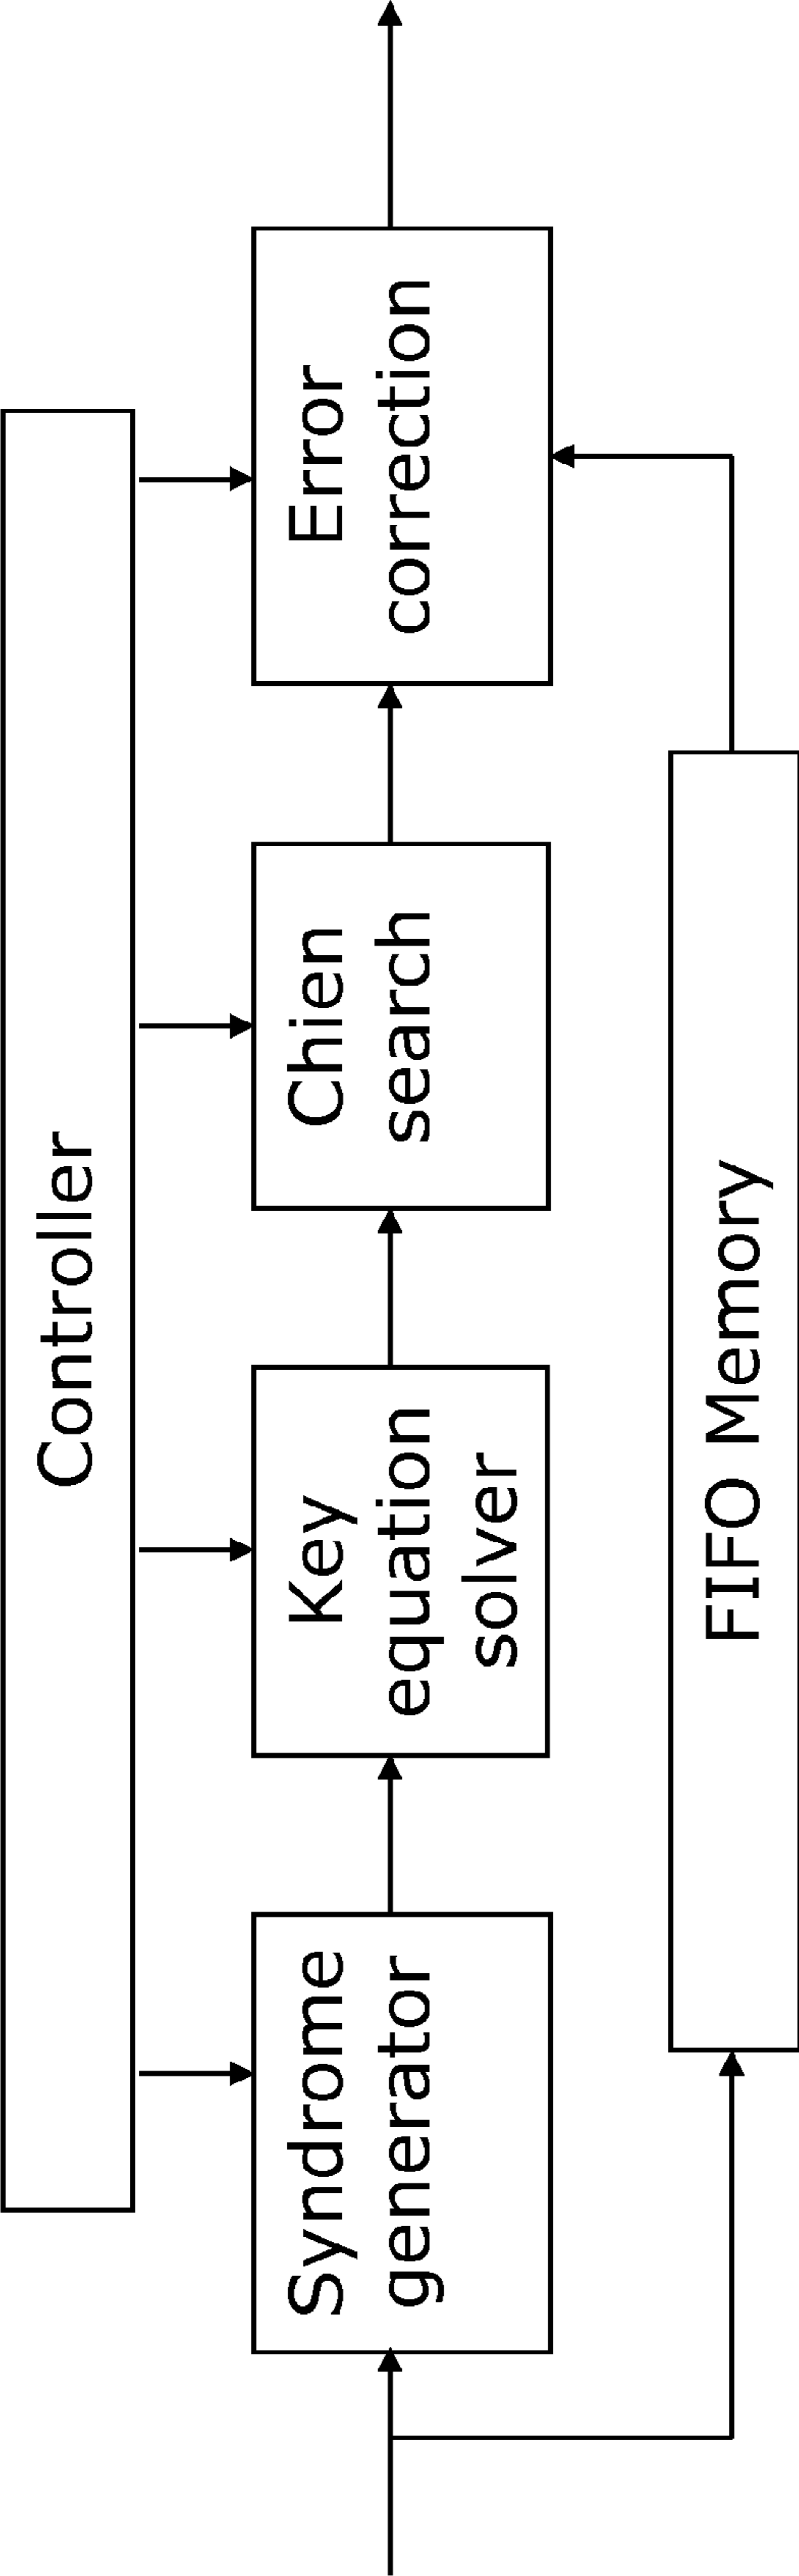 Controller
Syndrome
generator
Key
equation
solver
Chien
search
Error
correction
FIFO Memory